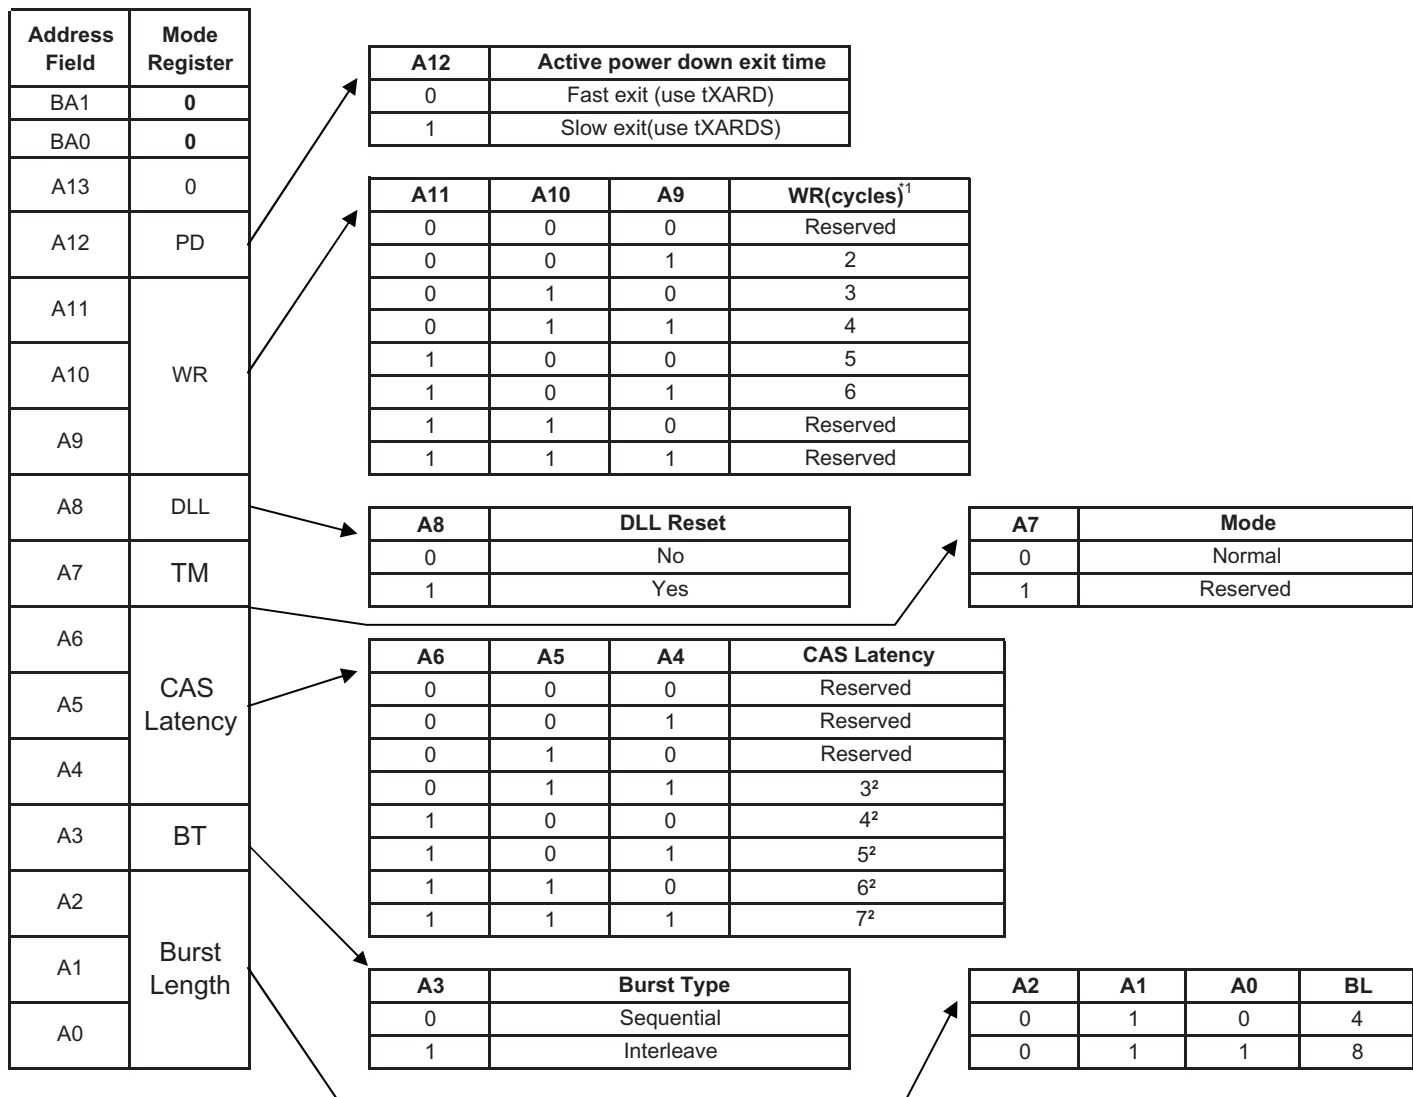 Address Field Mode Register
BA1 0
BA0 0
A13 0
A12 PD
A11
A10 WR
A9
A8 DLL
A7 TM
A6
A5 CAS Latency
A4
A3 BT
A2
A1 Burst Length
A0
A12 Active power down exit time
0 Fast exit (use tXARD)
1 Slow exit(use tXARDS)
A11 A10 A9 WR(cycles)*1
0 0 0 Reserved
0 0 1 2
0 1 0 3
0 1 1 4
1 0 0 5
1 0 1 6
1 1 0 Reserved
1 1 1 Reserved
A8 DLL Reset
0 No
1 Yes
A7 Mode
0 Normal
1 Reserved
A6 A5 A4 CAS Latency
0 0 0 Reserved
0 0 1 Reserved
0 1 0 Reserved
0 1 1 3²
1 0 0 4²
1 0 1 5²
1 1 0 6²
1 1 1 7²
A3 Burst Type
0 Sequential
1 Interleave
A2 A1 A0 BL
0 1 0 4
0 1 1 8